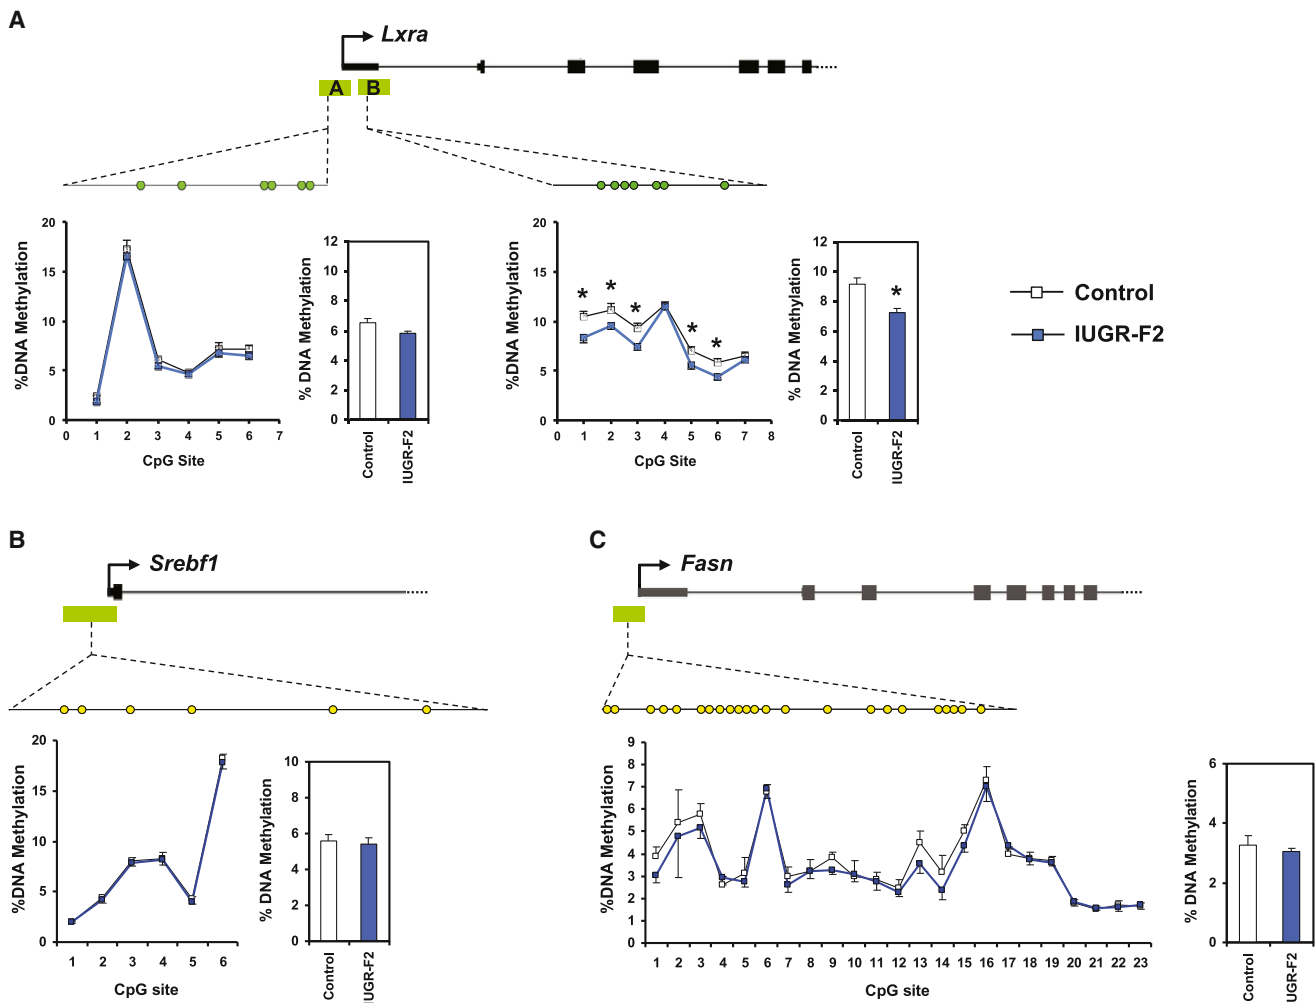 A
Lxra
A B
20
15
10
5
0
%DNA Methylation
0 1 2 3 4 5 6 7
CpG Site
12
10
8
6
4
2
0
% DNA Methylation
Control
IUGR-F2
20
15
10
5
0
%DNA Methylation
* * * * *
0 1 2 3 4 5 6 7 8
CpG Site
12
10
8
6
4
2
0
% DNA Methylation
*
Control
IUGR-F2
Control
IUGR-F2
B
Srebf1
20
15
10
5
0
%DNA Methylation
1 2 3 4 5 6
CpG site
10
8
6
4
2
0
% DNA Methylation
Control
IUGR-F2
C
Fasn
9
8
7
6
5
4
3
2
1
0
%DNA Methylation
1 2 3 4 5 6 7 8 9 10 11 12 13 14 15 16 17 18 19 20 21 22 23
CpG site
6
4
2
0
% DNA Methylation
Control
UGR-F2